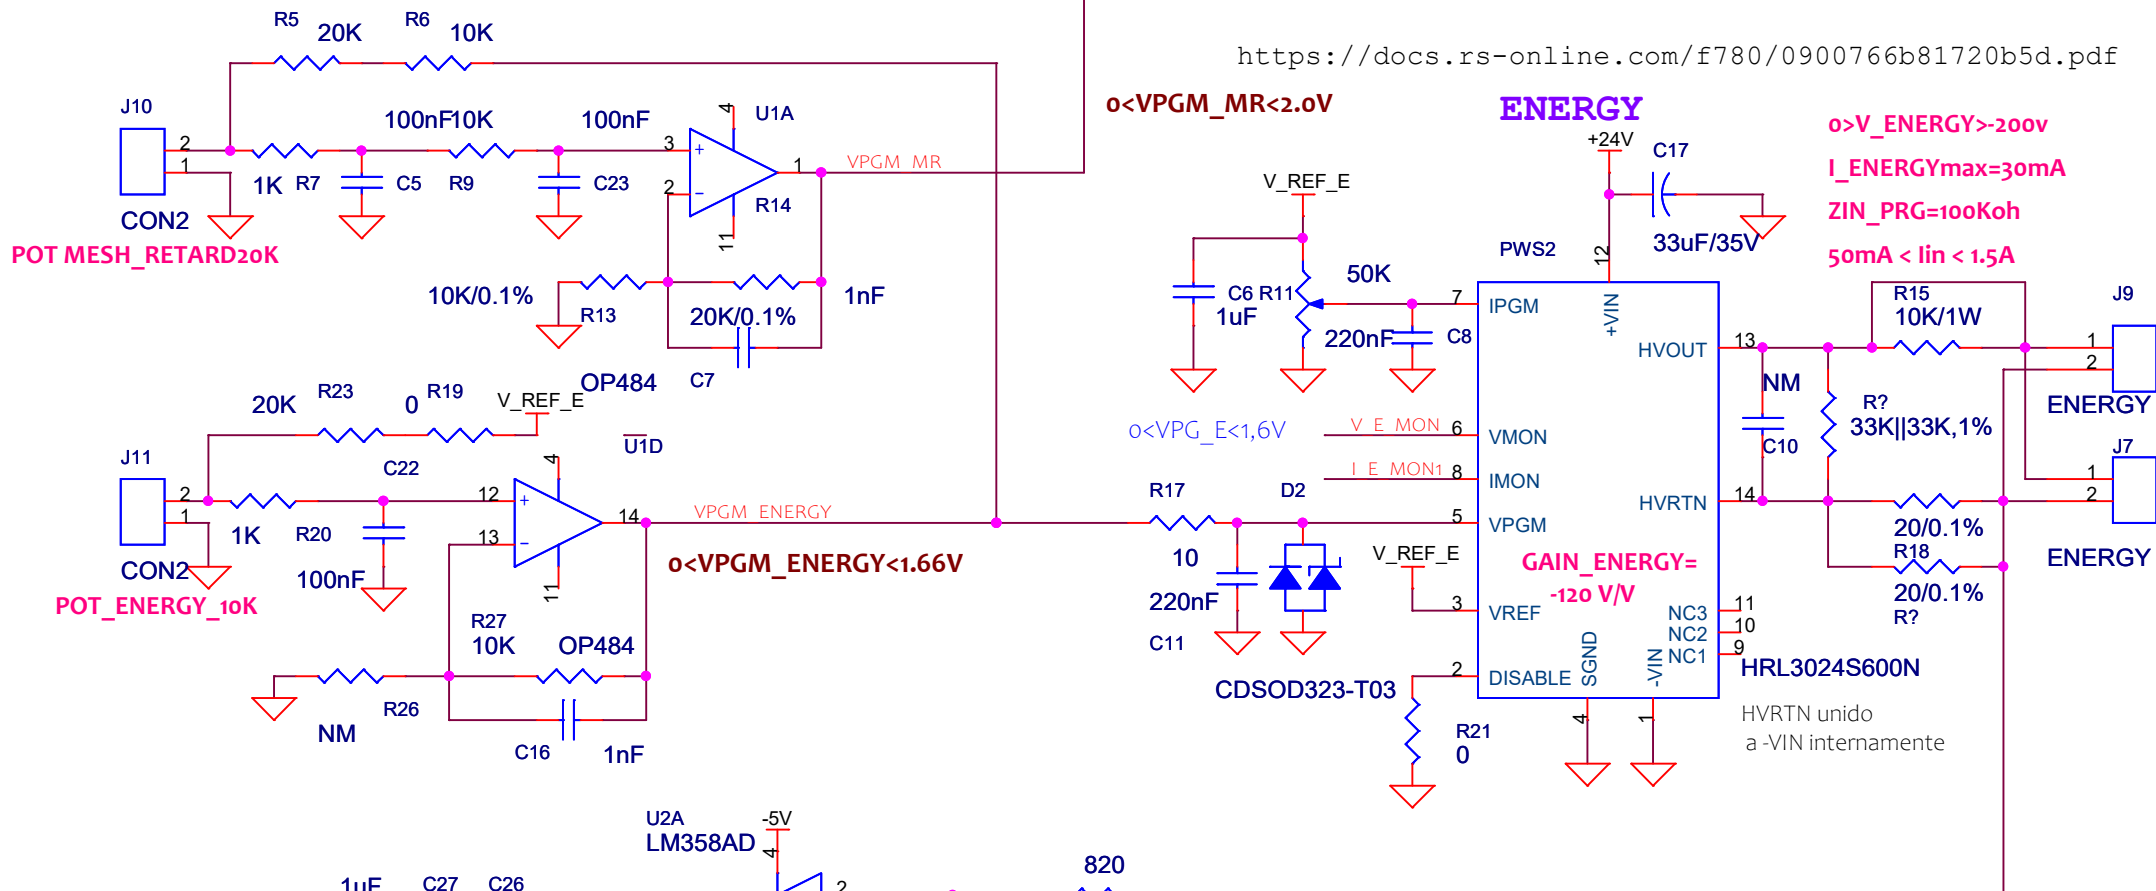 R5 20K R6 10K
https://docs.rs-online.com/f780/0900766b81720b5d.pdf
J10
2
1
CON2
POT MESH_RETARD20K
1K R7
100nF
C5
10K
R9
100nF
C23
3
2
+
−
4
11
1
U1A
R14
VPGM_MR
0<VPGM_MR<2.0V
10K/0.1%
R13
20K/0.1%
1nF
C7
OP484
ENERGY
+24V
C17
33uF/35V
0>V_ENERGY>-200v
I_ENERGYmax=30mA
ZIN_PRG=100Koh
50mA < Iin < 1.5A
V_REF_E
C6
1uF
R11
50K
220nF
C8
PWS2
12
7 IPGM
+VIN
HVOUT 13
6 VMON
8 IMON
HVRTN 14
5 VPGM
GAIN_ENERGY=
-120 V/V
3 VREF
NC3 11
NC2 10
NC1 9
2 DISABLE
SGND
-VIN
4
1
HRL3024S600N
HVRTN unido
a -VIN internamente
0<VPG_E<1,6V
V_E_MON
I_E_MON1
R15
10K/1W
NM
C10
R?
33K||33K,1%
20/0.1%
R18
20/0.1%
R?
J9
1
2
ENERGY
J7
1
2
ENERGY
20K R23
0 R19
V_REF_E
J11
2
1
CON2
POT_ENERGY_10K
1K R20
C22
100nF
12
13
+
−
4
11
14
U1D
VPGM_ENERGY
0<VPGM_ENERGY<1.66V
R27
10K
OP484
R26
NM
C16
1nF
R17
10
220nF
C11
D2
CDSOD323-T03
V_REF_E
R21
0
U2A
LM358AD
-5V
4
2
820
1uF C27 C26